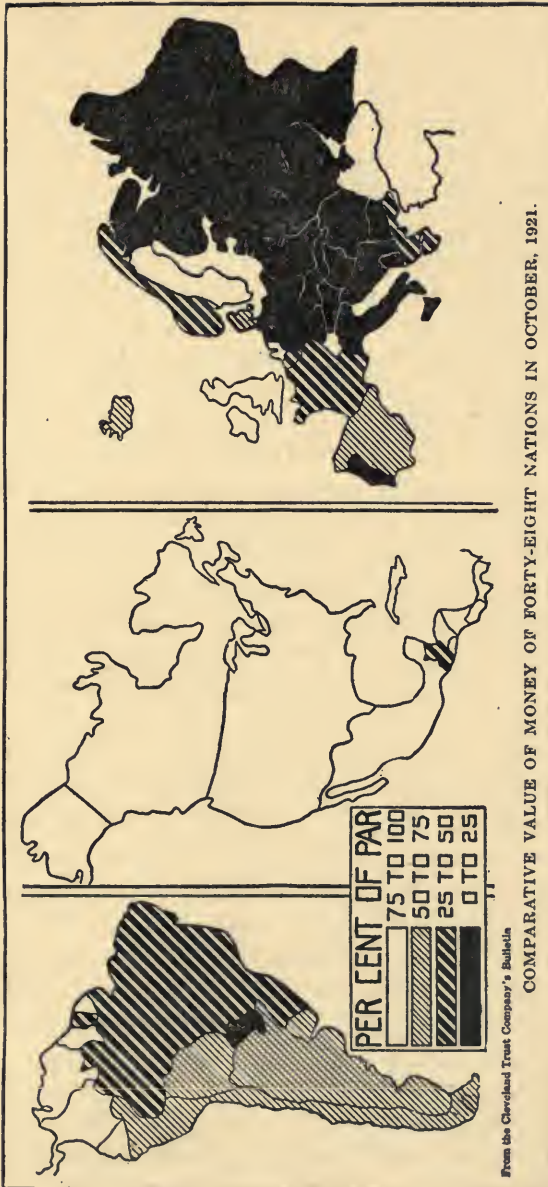 PER CENT OF PAR
75 TO 100
50 TO 75
25 TO 50
0 TO 25
From the Cleveland Trust Company's Bulletin
COMPARATIVE VALUE OF MONEY OF FORTY-EIGHT NATIONS IN OCTOBER, 1921.